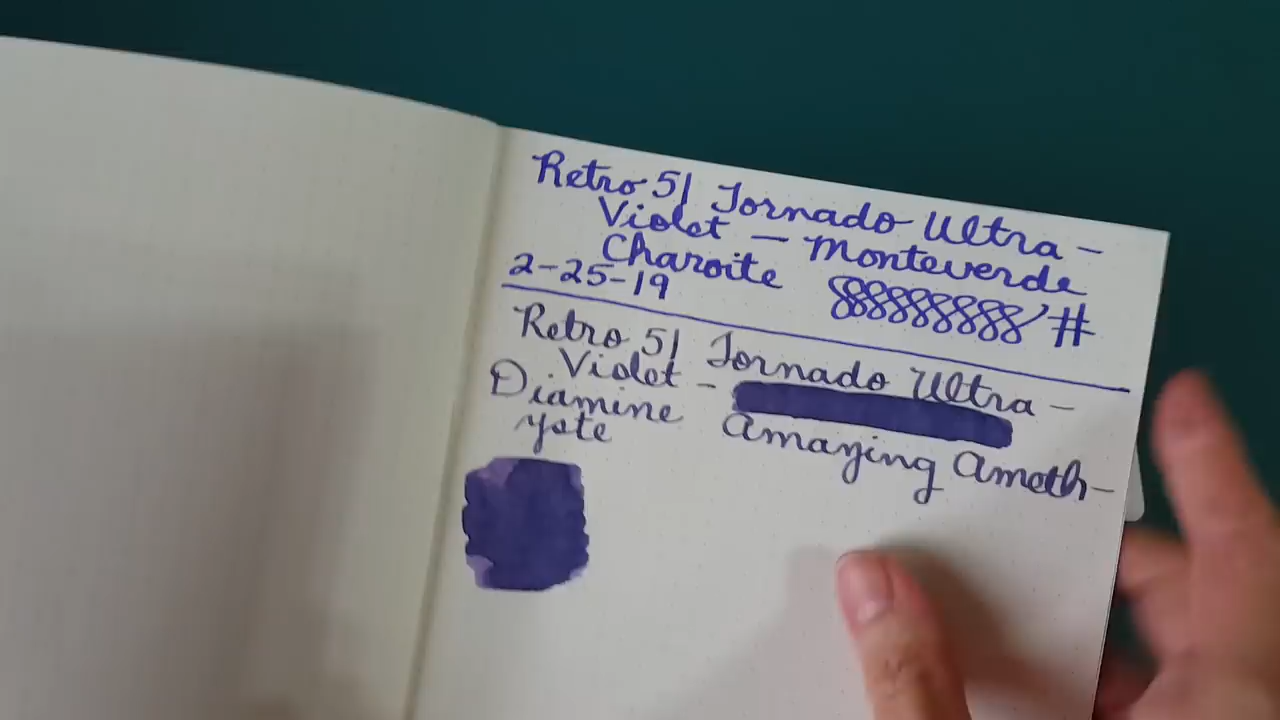 Retro 51 Tornado Ultra -
Violet - Monteverde
Charoite
2-25-19 888888888 #
Retro 51 Tornado Ultra -
Violet -
Diamine Amazing Ameth-
yste